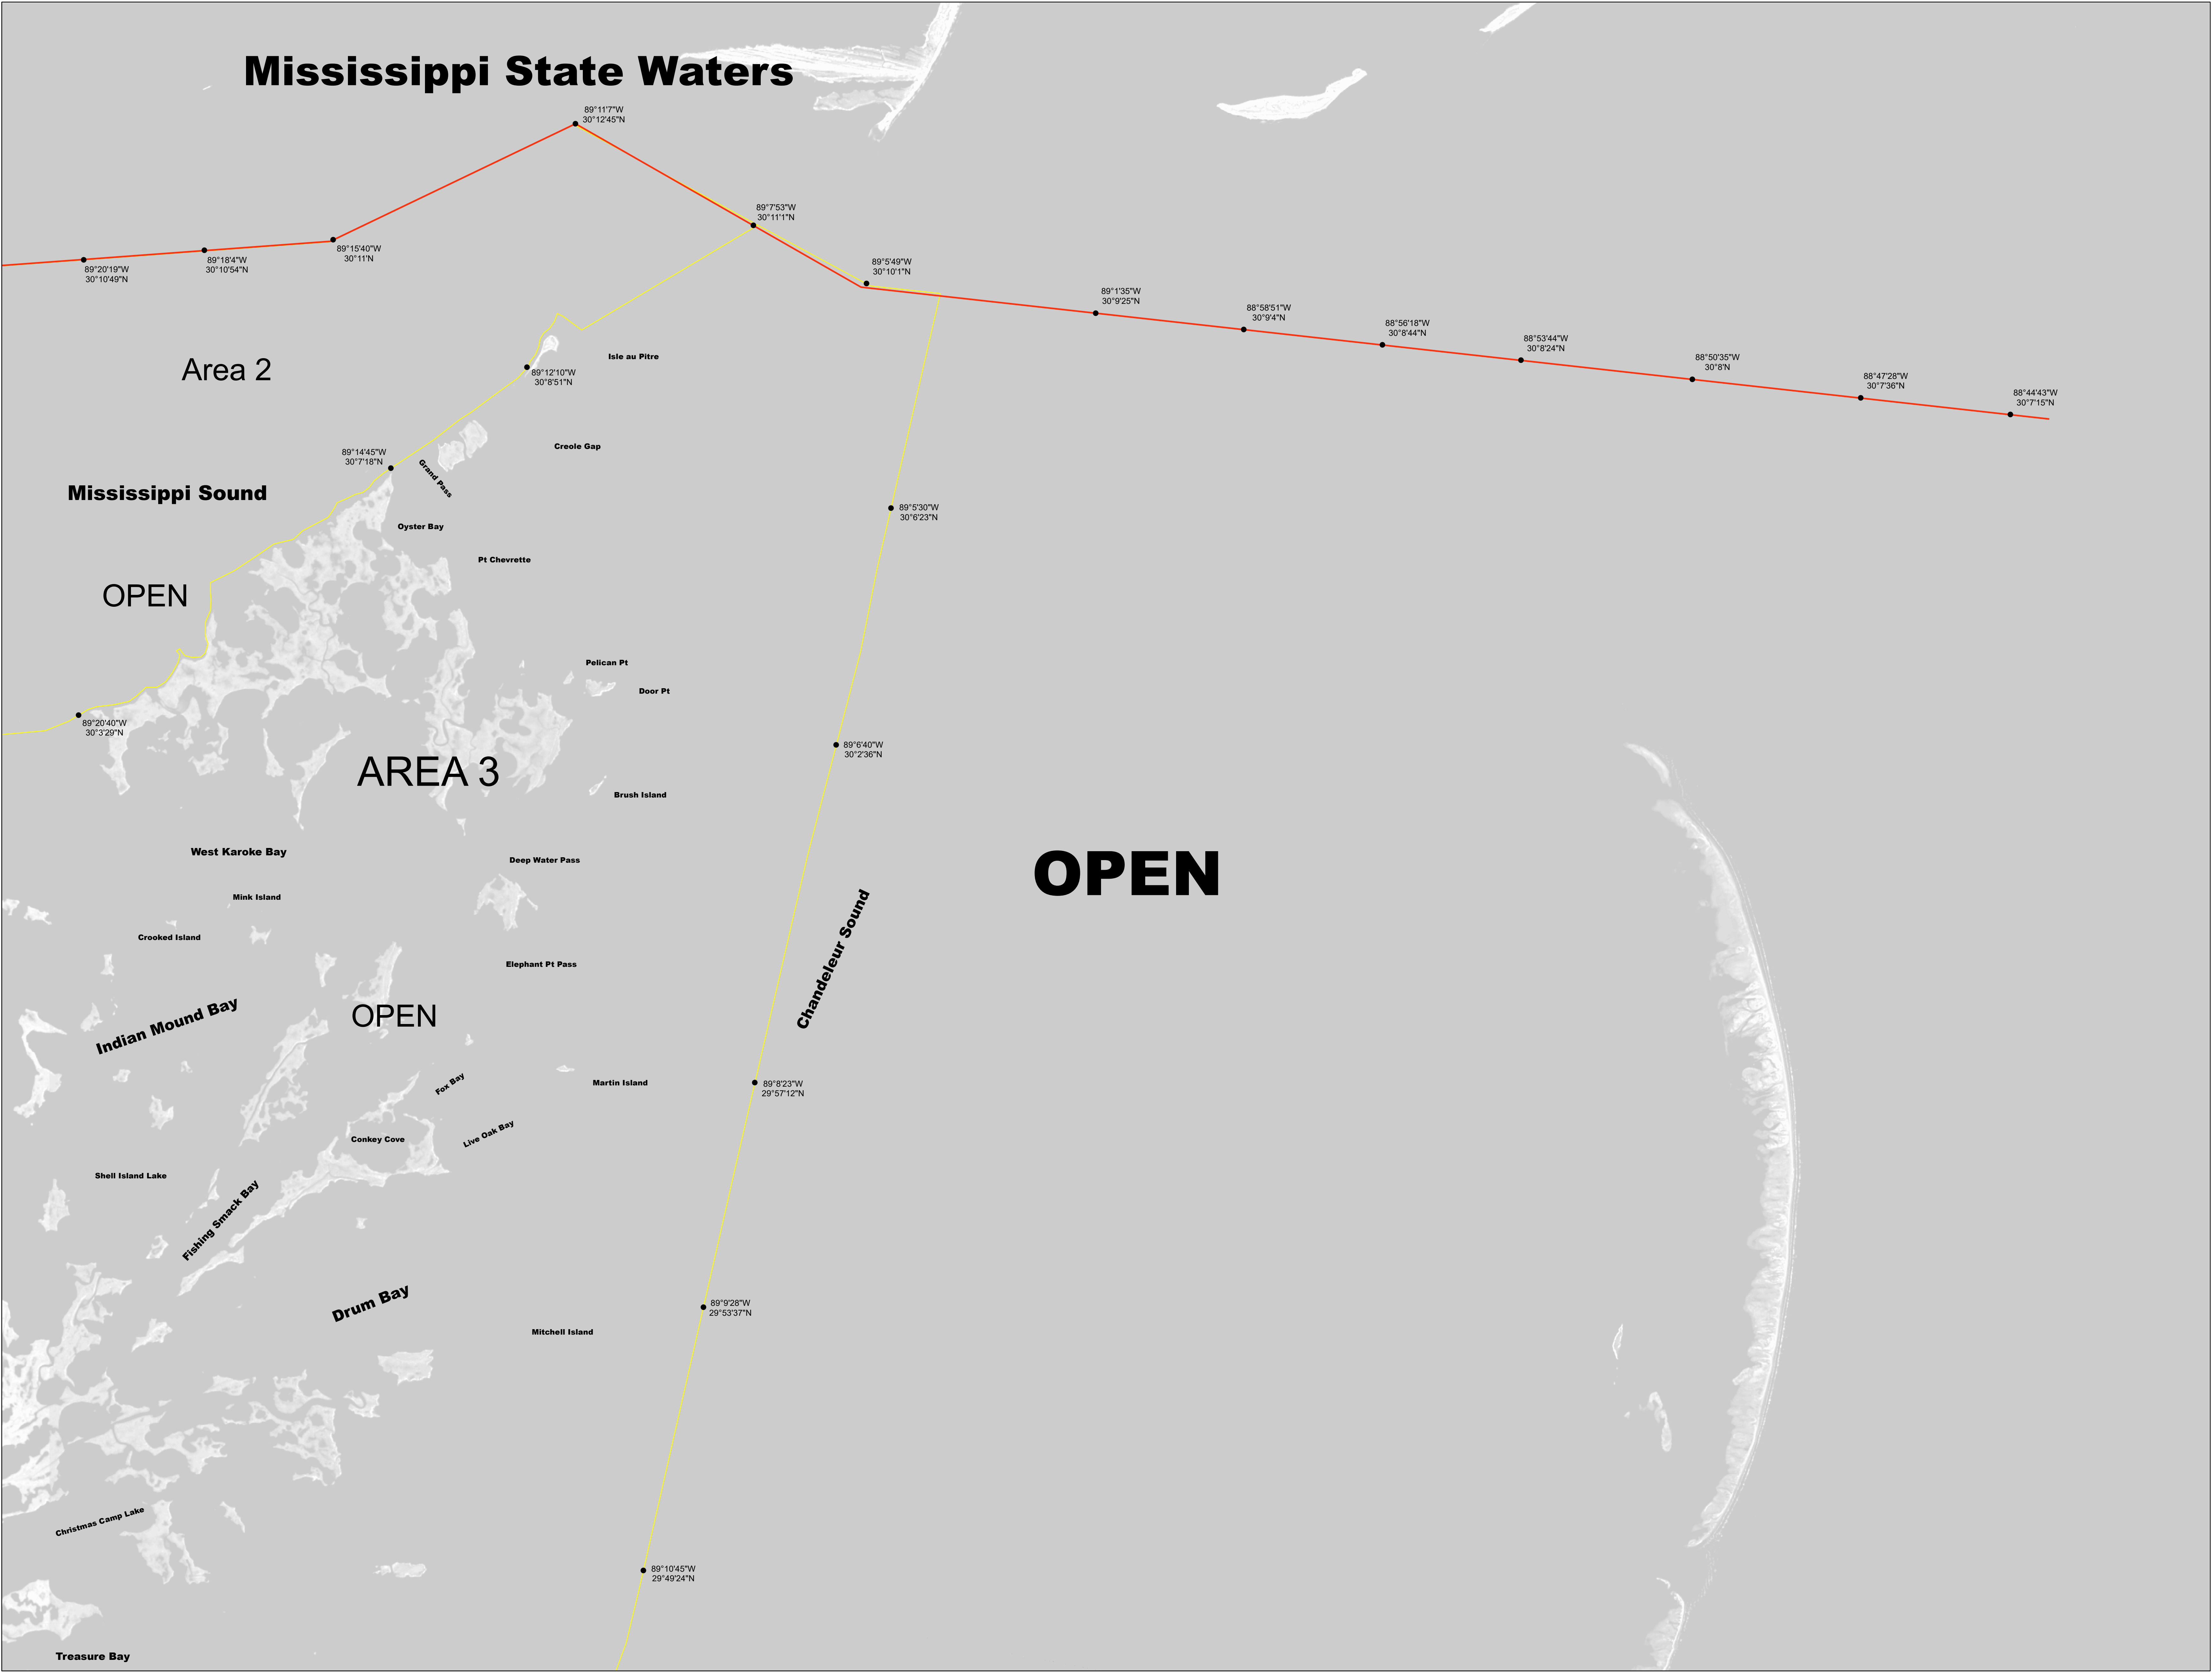 Mississippi State Waters
89°11'7"W
30°12'45"N
89°7'53"W
30°11'1"N
89°15'40"W
30°11'N
89°18'4"W
30°10'54"N
89°20'19"W
30°10'49"N
89°5'49"W
30°10'1"N
89°1'35"W
30°9'25"N
88°58'51"W
30°9'4"N
88°56'18"W
30°8'44"N
88°53'44"W
30°8'24"N
88°50'35"W
30°8'N
88°47'28"W
30°7'36"N
88°44'43"W
30°7'15"N
Isle au Pitre
Area 2
89°12'10"W
30°8'51"N
Creole Gap
89°14'45"W
30°7'18"N
Grand Pass
Mississippi Sound
89°5'30"W
30°6'23"N
Oyster Bay
Pt Chevrette
OPEN
Pelican Pt
Door Pt
89°20'40"W
30°3'29"N
89°6'40"W
30°2'36"N
AREA 3
Brush Island
West Karoke Bay
Deep Water Pass
OPEN
Mink Island
Crooked Island
Chandeleur Sound
Elephant Pt Pass
Indian Mound Bay
OPEN
Fox Bay
Martin Island
89°8'23"W
29°57'12"N
Live Oak Bay
Conkey Cove
Shell Island Lake
Fishing Smack Bay
Drum Bay
89°9'28"W
29°53'37"N
Mitchell Island
Christmas Camp Lake
89°10'45"W
29°49'24"N
Treasure Bay